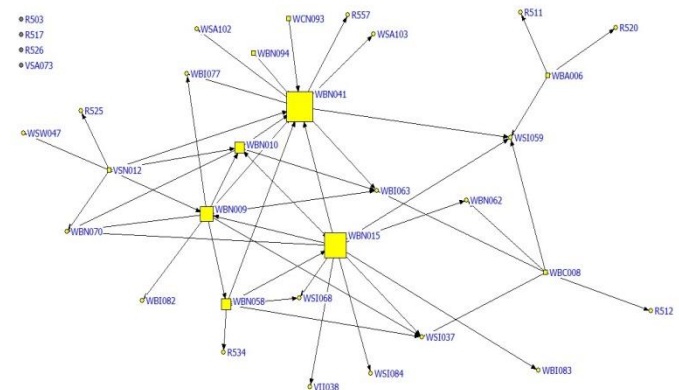 R503
R517
R526
VSA073
WSA102
WCN093
R557
WSA103
R511
R520
WBN094
WBI077
WBN041
WBA006
R525
WSW047
WBN010
WSI059
VSN012
WBI063
WBN062
WBN009
WBN070
WBN015
WBC008
WBI082
WBN058
WSI068
R512
WSI037
R534
WSI084
WBI083
VII038